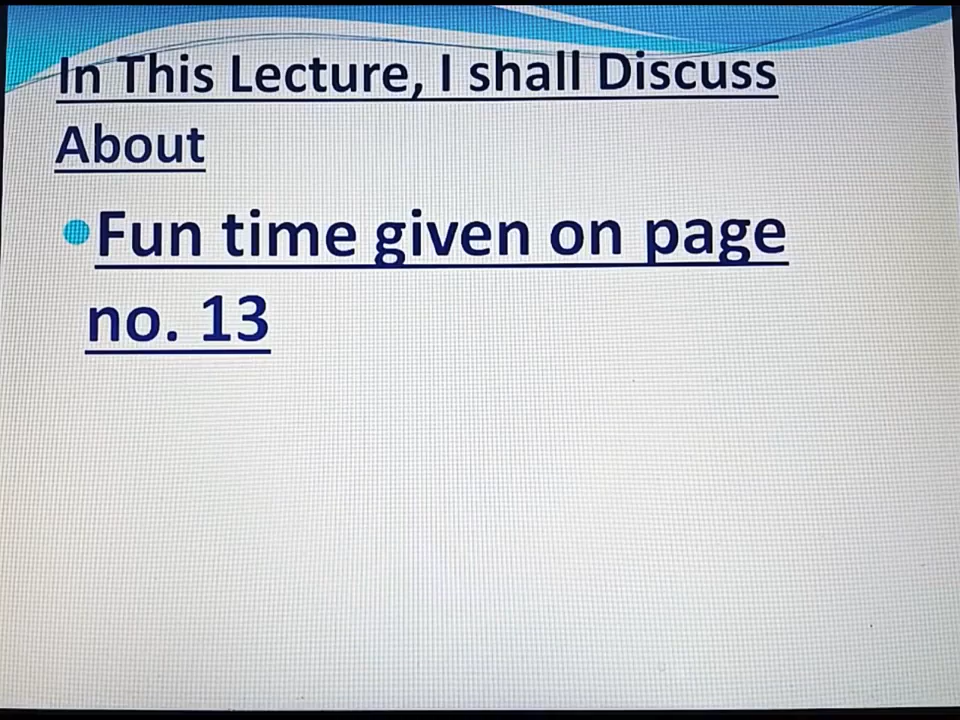 In This Lecture, I shall Discuss
About
•Fun time given on page
no. 13